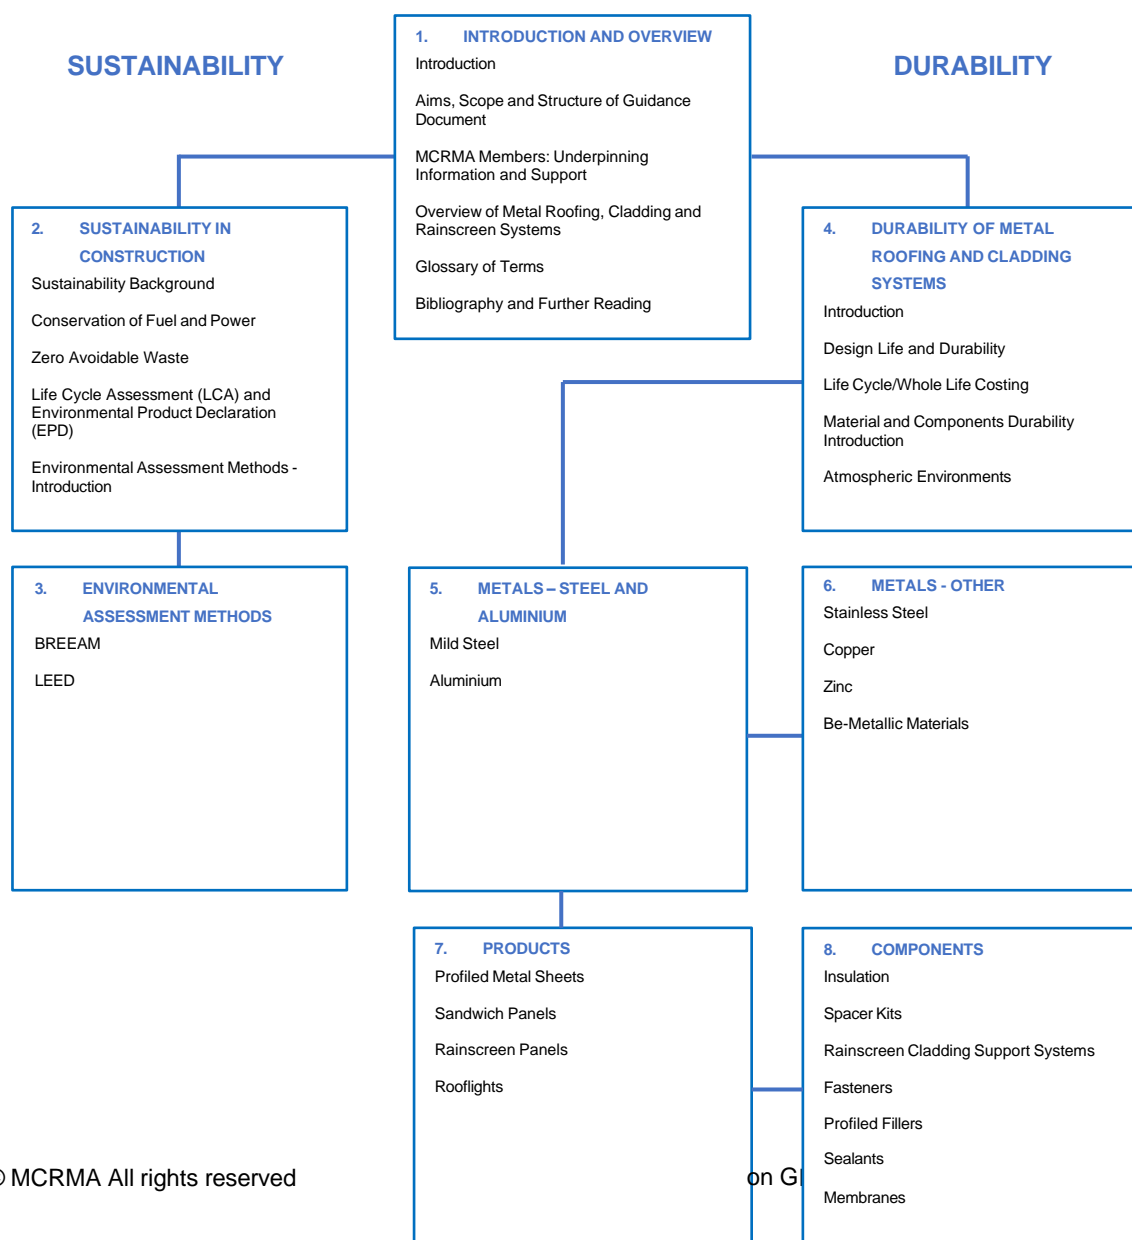 SUSTAINABILITY
DURABILITY
1. INTRODUCTION AND OVERVIEW
Introduction
Aims, Scope and Structure of Guidance
Document
MCRMA Members: Underpinning
Information and Support
Overview of Metal Roofing, Cladding and
Rainscreen Systems
Glossary of Terms
Bibliography and Further Reading
2. SUSTAINABILITY IN
CONSTRUCTION
Sustainability Background
Conservation of Fuel and Power
Zero Avoidable Waste
Life Cycle Assessment (LCA) and
Environmental Product Declaration
(EPD)
Environmental Assessment Methods -
Introduction
4. DURABILITY OF METAL
ROOFING AND CLADDING
SYSTEMS
Introduction
Design Life and Durability
Life Cycle/Whole Life Costing
Material and Components Durability
Introduction
Atmospheric Environments
3. ENVIRONMENTAL
ASSESSMENT METHODS
BREEAM
LEED
5. METALS – STEEL AND
ALUMINIUM
Mild Steel
Aluminium
6. METALS - OTHER
Stainless Steel
Copper
Zinc
Be-Metallic Materials
7. PRODUCTS
Profiled Metal Sheets
Sandwich Panels
Rainscreen Panels
Rooflights
8. COMPONENTS
Insulation
Spacer Kits
Rainscreen Cladding Support Systems
Fasteners
Profiled Fillers
Sealants
Membranes
© MCRMA All rights reserved
on